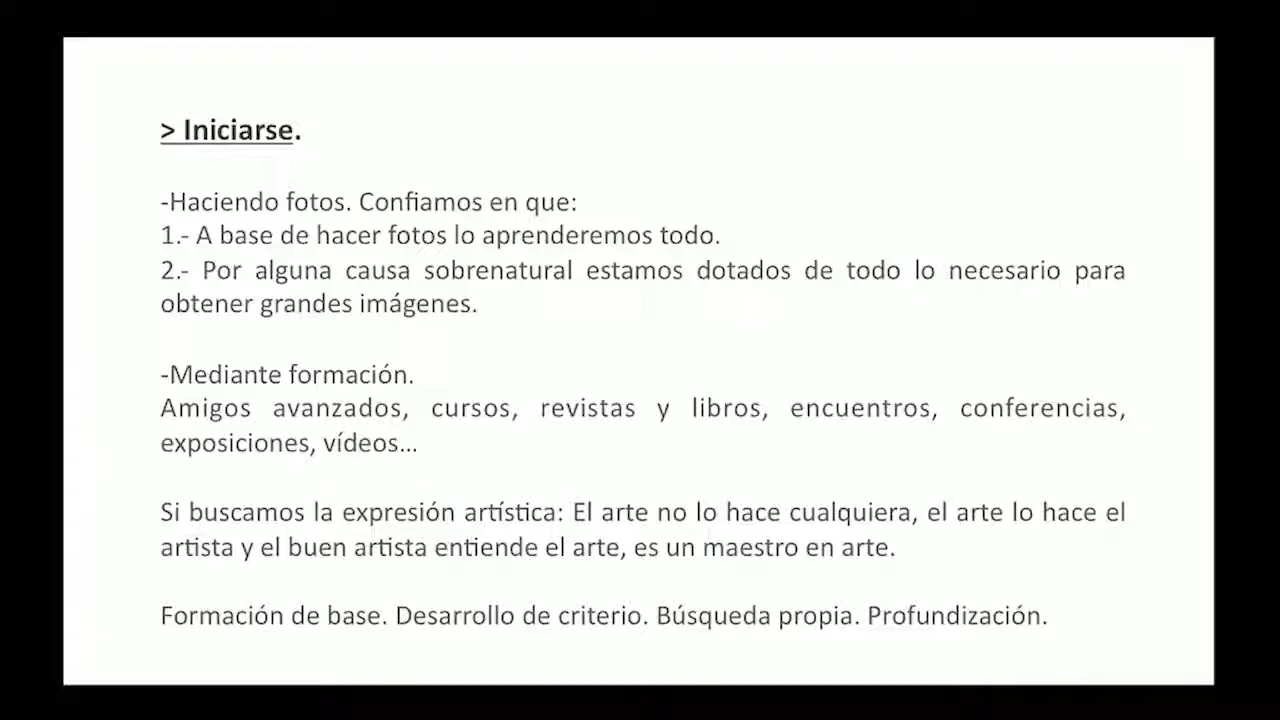 > Iniciarse.
-Haciendo fotos. Confiamos en que:
1.- A base de hacer fotos lo aprenderemos todo.
2.- Por alguna causa sobrenatural estamos dotados de todo lo necesario para
obtener grandes imágenes.
-Mediante formación.
Amigos avanzados, cursos, revistas y libros, encuentros, conferencias,
exposiciones, vídeos...
Si buscamos la expresión artística: El arte no lo hace cualquiera, el arte lo hace el
artista y el buen artista entiende el arte, es un maestro en arte.
Formación de base. Desarrollo de criterio. Búsqueda propia. Profundización.